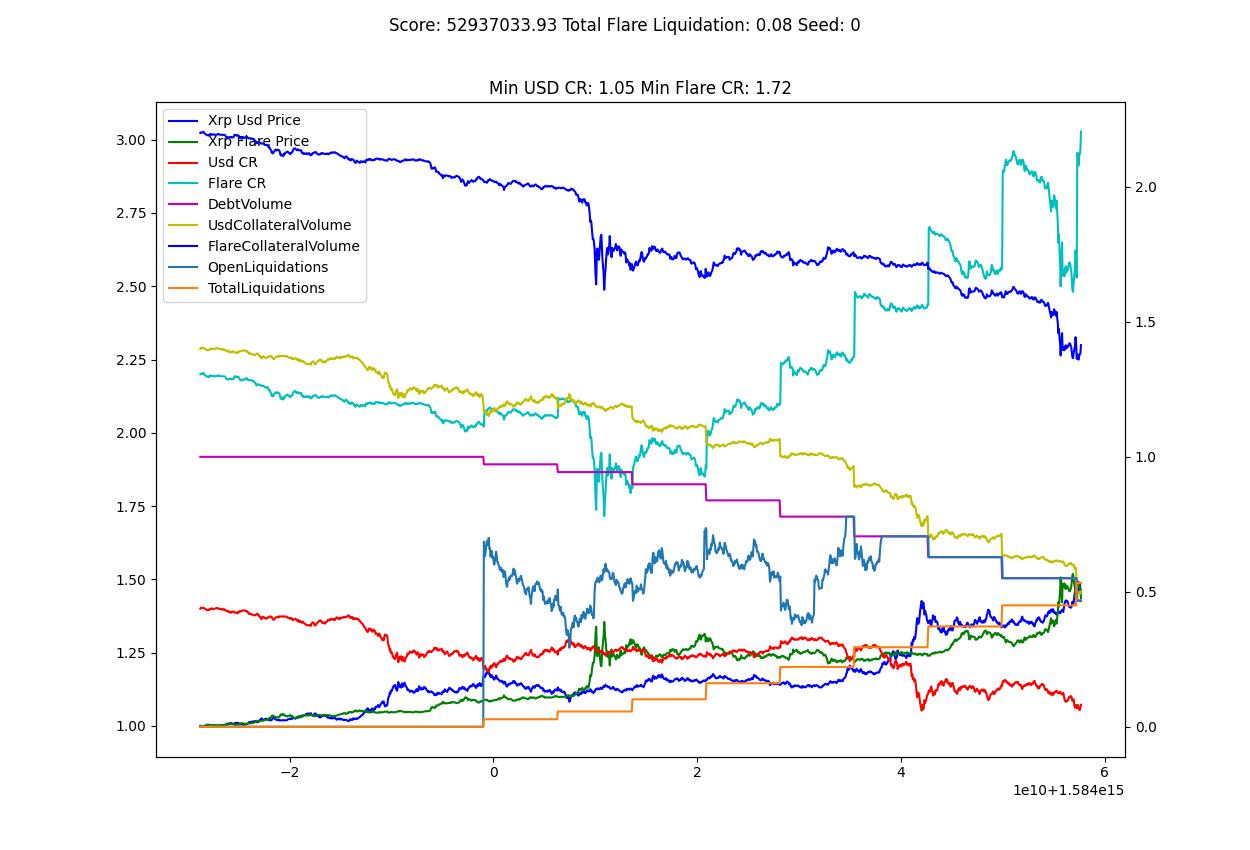 Score: 52937033.93 Total Flare Liquidation: 0.08 Seed: 0
Min USD CR: 1.05 Min Flare CR: 1.72
Xrp Usd Price
Xrp Flare Price
Usd CR
Flare CR
DebtVolume
UsdCollateralVolume
FlareCollateralVolume
OpenLiquidations
TotalLiquidations
3.00
2.75
2.50
2.25
2.00
1.75
1.50
1.25
1.00
2.0
1.5
1.0
0.5
0.0
−2 0 2 4 6
1e10+1.584e15